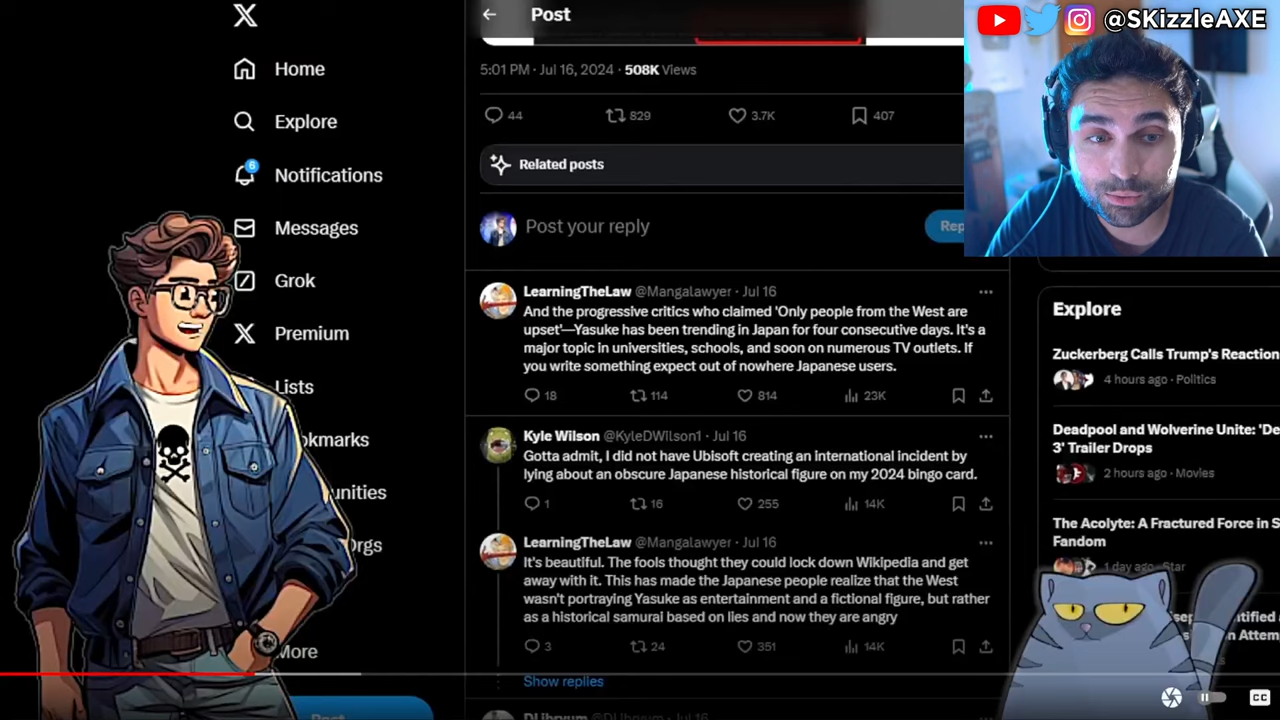 @SKizzleAXE
Post
5:01 PM · Jul 16, 2024 · 508K Views
44 829 3.7K 407
Related posts
Post your reply
Home
Explore
Notifications
6
Messages
Grok
Premium
Lists
More
LearningTheLaw @Mangalawyer · Jul 16
And the progressive critics who claimed 'Only people from the West are
upset'—Yasuke has been trending in Japan for four consecutive days. It's a
major topic in universities, schools, and soon on numerous TV outlets. If
you write something expect out of nowhere Japanese users.
18 114 814 23K
Kyle Wilson @KyleDWilson1 · Jul 16
Gotta admit, I did not have Ubisoft creating an international incident by
lying about an obscure Japanese historical figure on my 2024 bingo card.
1 16 255 14K
LearningTheLaw @Mangalawyer · Jul 16
It's beautiful. The fools thought they could lock down Wikipedia and get
away with it. This has made the Japanese people realize that the West
wasn't portraying Yasuke as entertainment and a fictional figure, but rather
as a historical samurai based on lies and now they are angry
3 24 351 14K
Show replies
Explore
Zuckerberg Calls Trump's Reaction
4 hours ago · Politics
Deadpool and Wolverine Unite: 'De
3' Trailer Drops
2 hours ago · Movies
The Acolyte: A Fractured Force in S
Fandom
1 day ago
CC